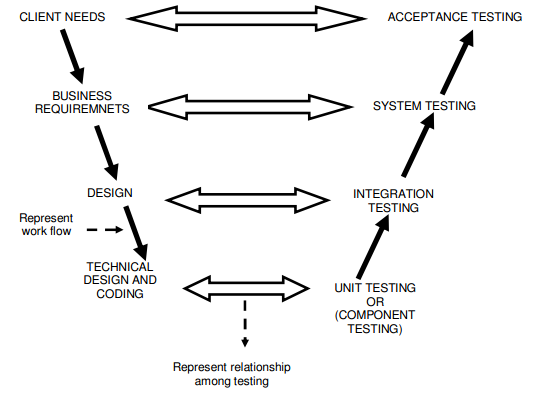 CLIENT NEEDS
ACCEPTANCE TESTING
BUSINESS
REQUIREMNETS
SYSTEM TESTING
DESIGN
INTEGRATION
TESTING
Represent
work flow
TECHNICAL
DESIGN AND
CODING
UNIT TESTING
OR
(COMPONENT
TESTING)
Represent relationship
among testing